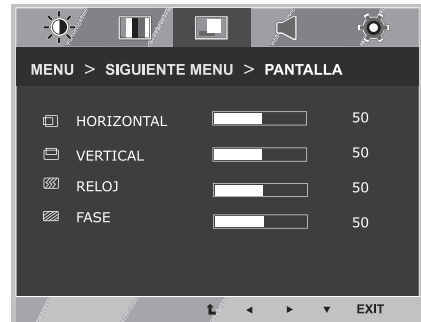 MENU > SIGUIENTE MENU > PANTALLA
HORIZONTAL 50
VERTICAL 50
RELOJ 50
FASE 50
EXIT